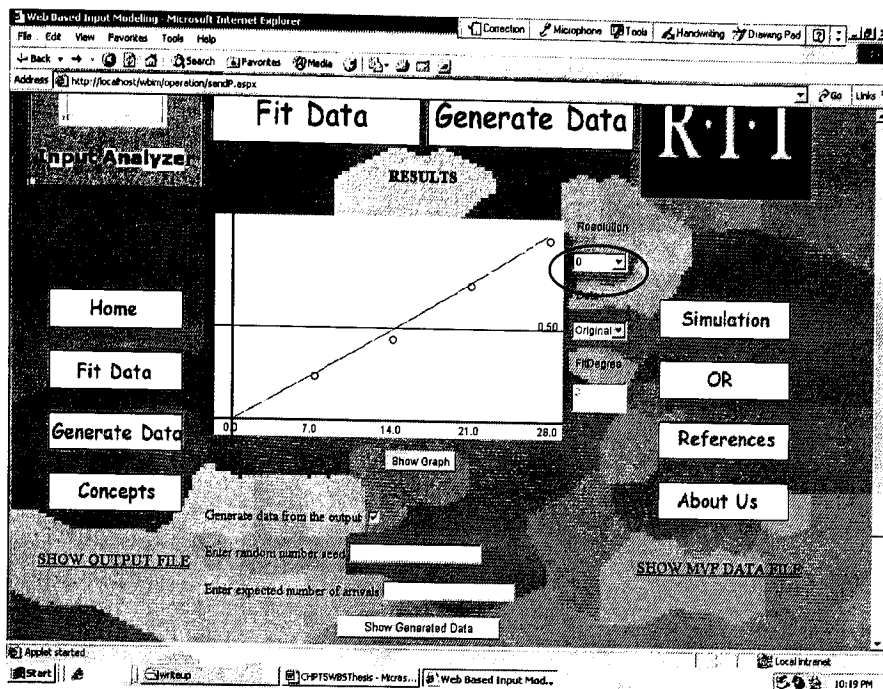 Web Based Input Modeling - Microsoft Internet Explorer
Correction Microphone Tools Handwriting Drawing Pad
File Edit View Favorites Tools Help
Back Search Favorites Media
Address http://localhost/wbim/operation/sendP.aspx Go Links
Fit Data Generate Data R·I·T
Input Analyzer
RESULTS
Resolution
0
Data
0.50
Original
FitDegree
3
0.0 7.0 14.0 21.0 28.0
Home
Fit Data
Generate Data
Concepts
Simulation
OR
References
About Us
Show Graph
Generate data from the output
SHOW OUTPUT FILE
Enter random number seed
SHOW MVF DATA FILE
Enter expected number of arrivals
Show Generated Data
Applet started Local intranet
Start writeup CHPT5WBSThesis - Micros... Web Based Input Mod... 10:19 PM